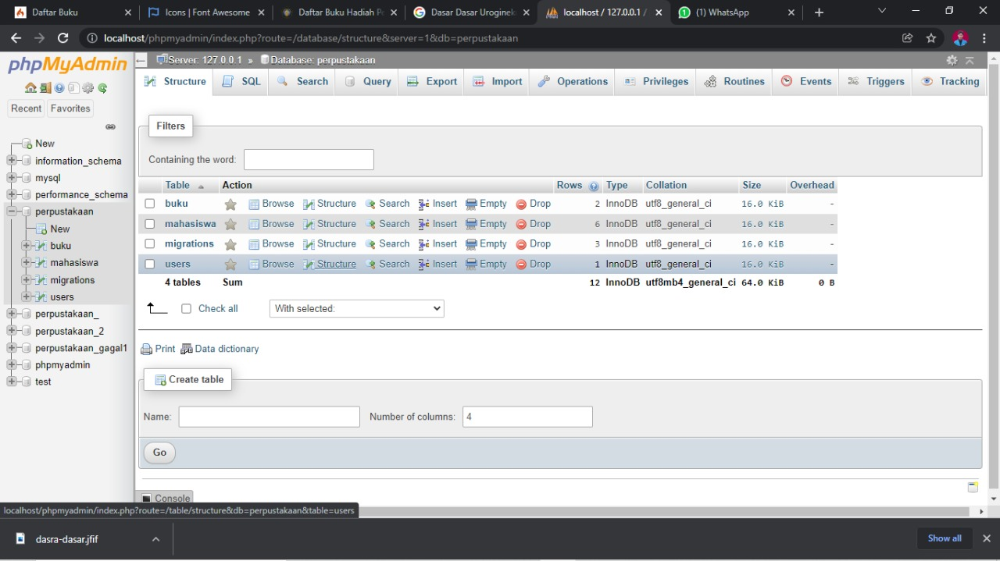 Daftar Buku
Icons | Font Awesome
Daftar Buku Hadiah P
Dasar Dasar Urogineko
localhost / 127.0.0.1 /
(1) WhatsApp
localhost/phpmyadmin/index.php?route=/database/structure&server=1&db=perpustakaan
phpMyAdmin
Recent Favorites
New
information_schema
mysql
performance_schema
perpustakaan
New
buku
mahasiswa
migrations
users
perpustakaan_
perpustakaan_2
perpustakaan_gagal1
phpmyadmin
test
Server: 127.0.0.1 » Database: perpustakaan
Structure SQL Search Query Export Import Operations Privileges Routines Events Triggers Tracking
Filters
Containing the word:
Table Action Rows Type Collation Size Overhead
buku Browse Structure Search Insert Empty Drop 2 InnoDB utf8_general_ci 16.0 KiB -
mahasiswa Browse Structure Search Insert Empty Drop 6 InnoDB utf8_general_ci 16.0 KiB -
migrations Browse Structure Search Insert Empty Drop 3 InnoDB utf8_general_ci 16.0 KiB -
users Browse Structure Search Insert Empty Drop 1 InnoDB utf8_general_ci 16.0 KiB -
4 tables Sum 12 InnoDB utf8mb4_general_ci 64.0 KiB 0 B
Check all With selected:
Print Data dictionary
Create table
Name: Number of columns: 4
Go
Console
localhost/phpmyadmin/index.php?route=/table/structure&db=perpustakaan&table=users
dasra-dasar.jfif
Show all